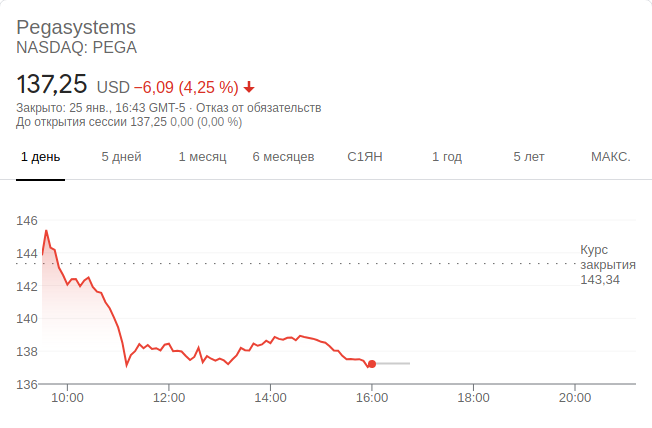 Pegasystems
NASDAQ: PEGA
137,25 USD −6,09 (4,25 %)
Закрыто: 25 янв., 16:43 GMT-5 · Отказ от обязательств
До открытия сессии 137,25 0,00 (0,00 %)
1 день 5 дней 1 месяц 6 месяцев С1ЯН 1 год 5 лет МАКС.
146
144
142
140
138
136
Курс
закрытия
143,34
10:00 12:00 14:00 16:00 18:00 20:00